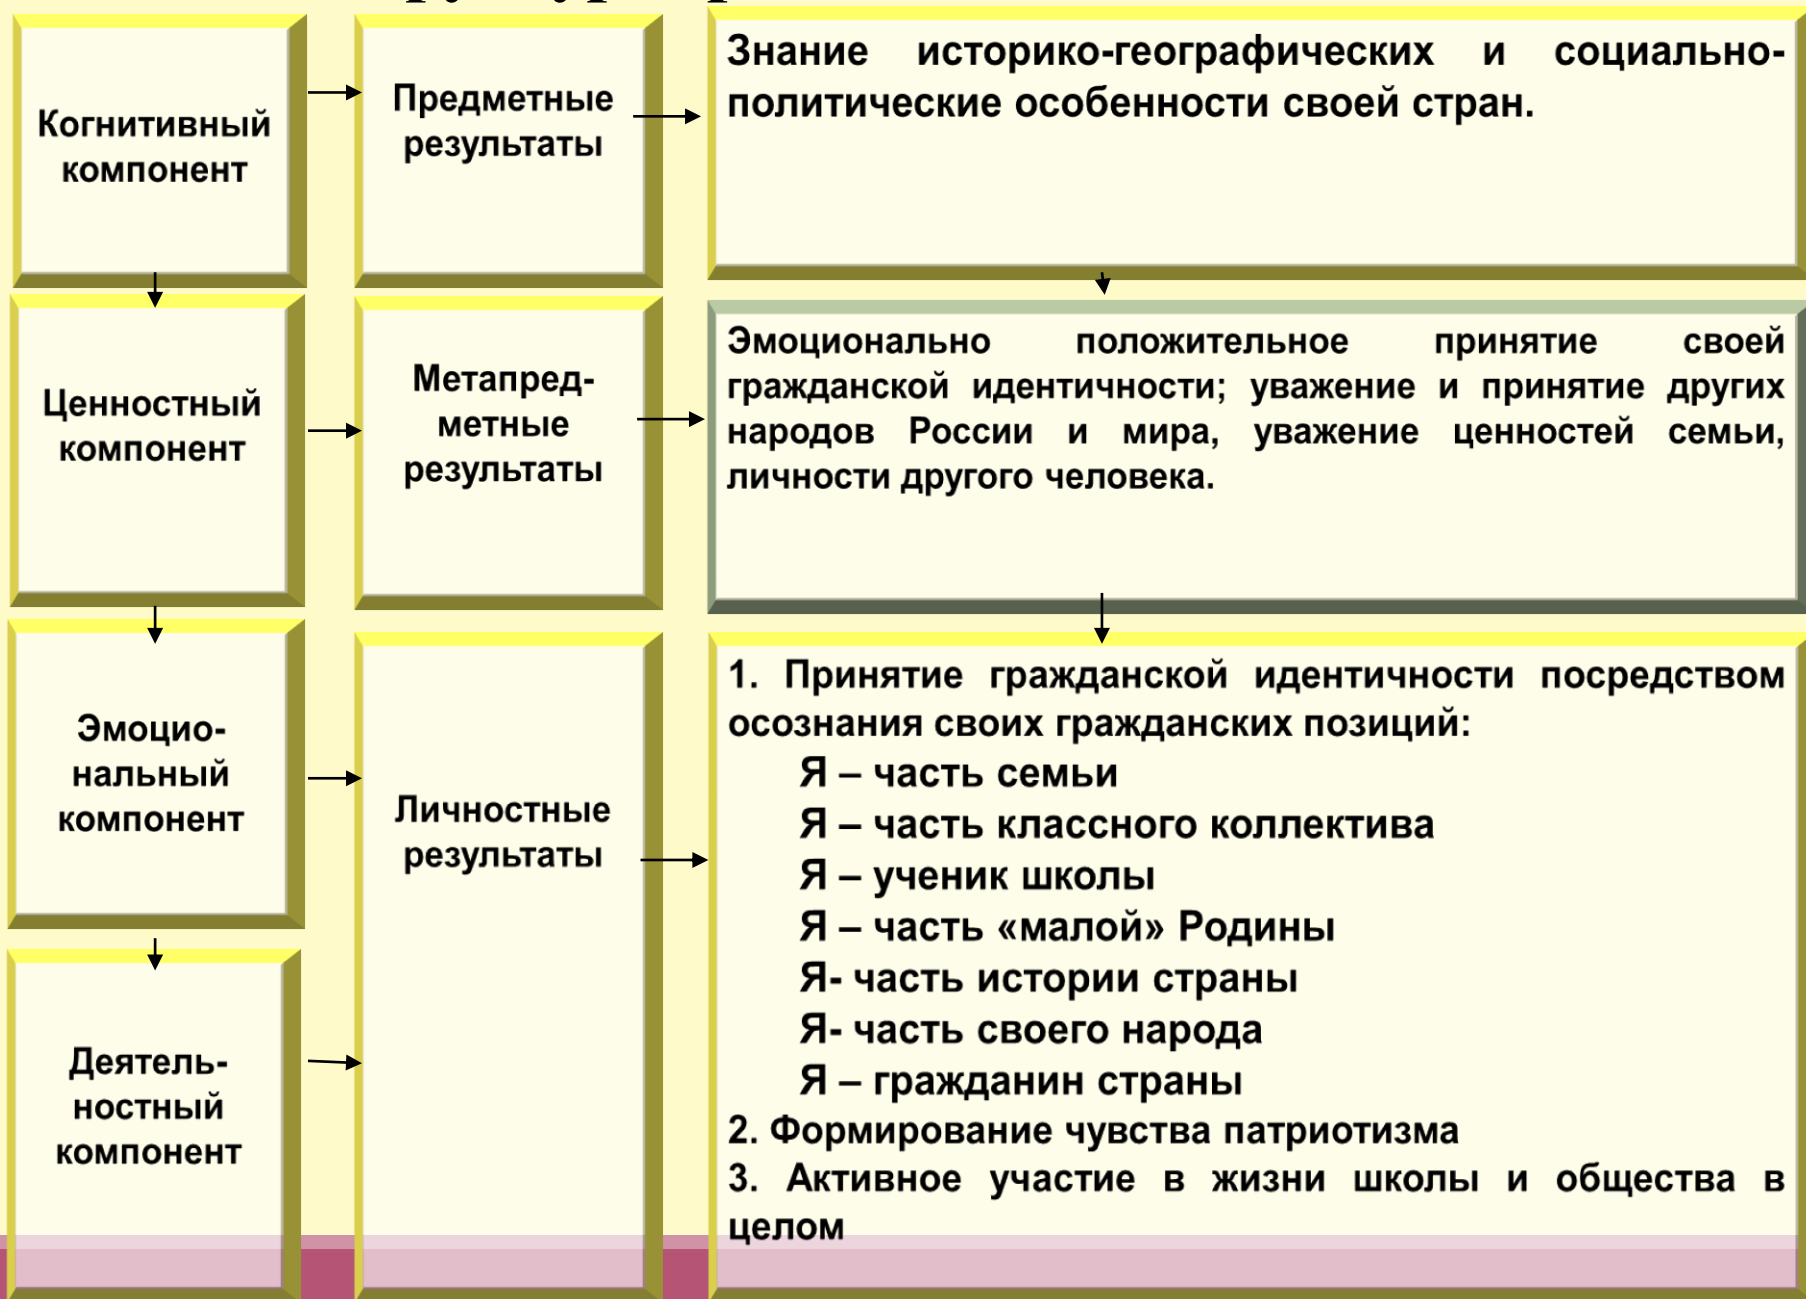 Когнитивный
компонент
Предметные
результаты
Знание историко-географических и социально-
политические особенности своей стран.
Ценностный
компонент
Метапред-
метные
результаты
Эмоционально положительное принятие своей
гражданской идентичности; уважение и принятие других
народов России и мира, уважение ценностей семьи,
личности другого человека.
Эмоцио-
нальный
компонент
Деятель-
ностный
компонент
Личностные
результаты
1. Принятие гражданской идентичности посредством
осознания своих гражданских позиций:
Я – часть семьи
Я – часть классного коллектива
Я – ученик школы
Я – часть «малой» Родины
Я- часть истории страны
Я- часть своего народа
Я – гражданин страны
2. Формирование чувства патриотизма
3. Активное участие в жизни школы и общества в
целом